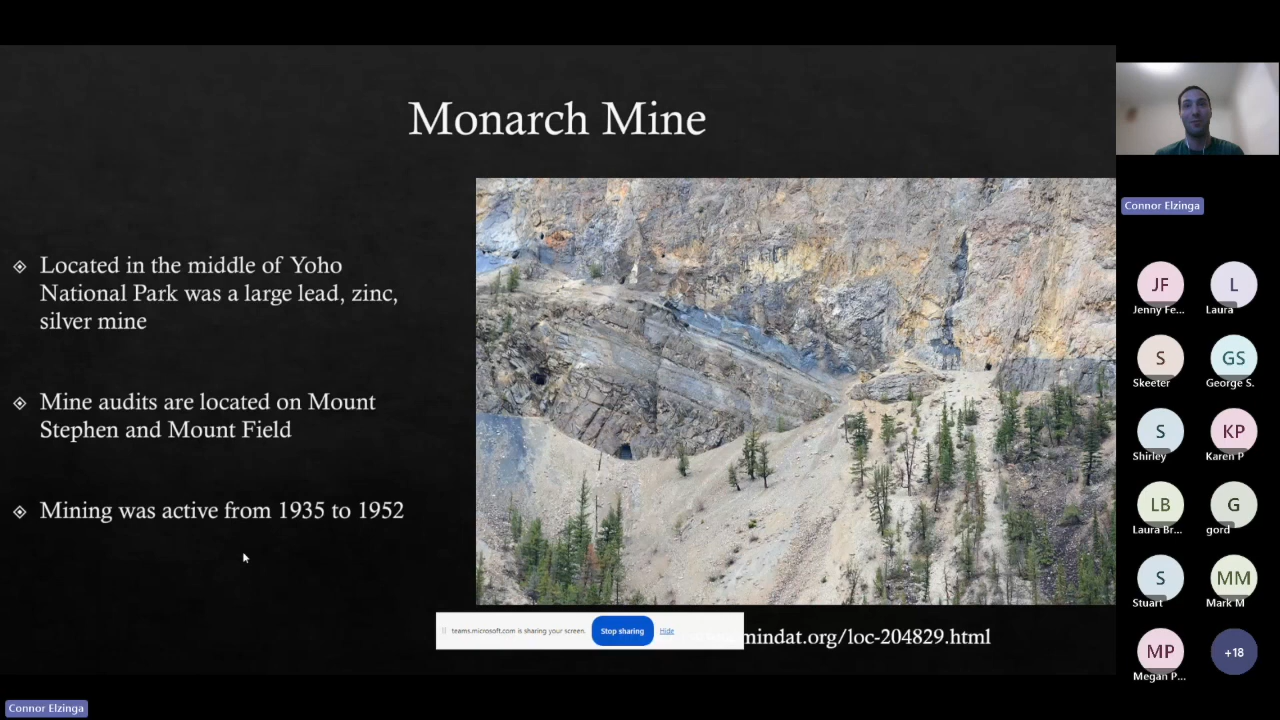 Monarch Mine
Located in the middle of Yoho
National Park was a large lead, zinc,
silver mine
Mine audits are located on Mount
Stephen and Mount Field
Mining was active from 1935 to 1952
teams.microsoft.com is sharing your screen.
Stop sharing
Hide
mindat.org/loc-204829.html
Connor Elzinga
JF
Jenny Fe...
L
Laura
S
Skeeter
GS
George S.
S
Shirley
KP
Karen P
LB
Laura Br...
G
gord
S
Stuart
MM
Mark M
MP
Megan P...
+18
Connor Elzinga